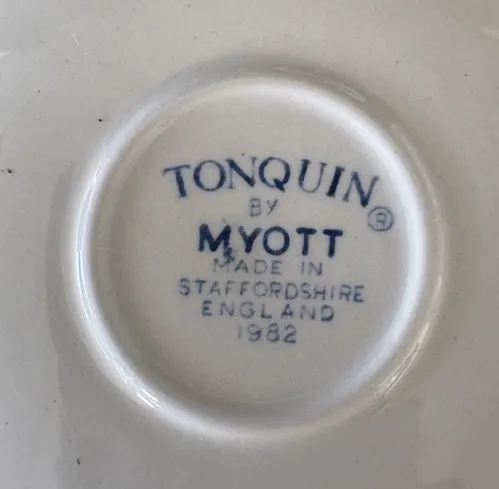 TONQUIN
BY
MYOTT
®
MADE IN
STAFFORDSHIRE
ENGLAND
1982